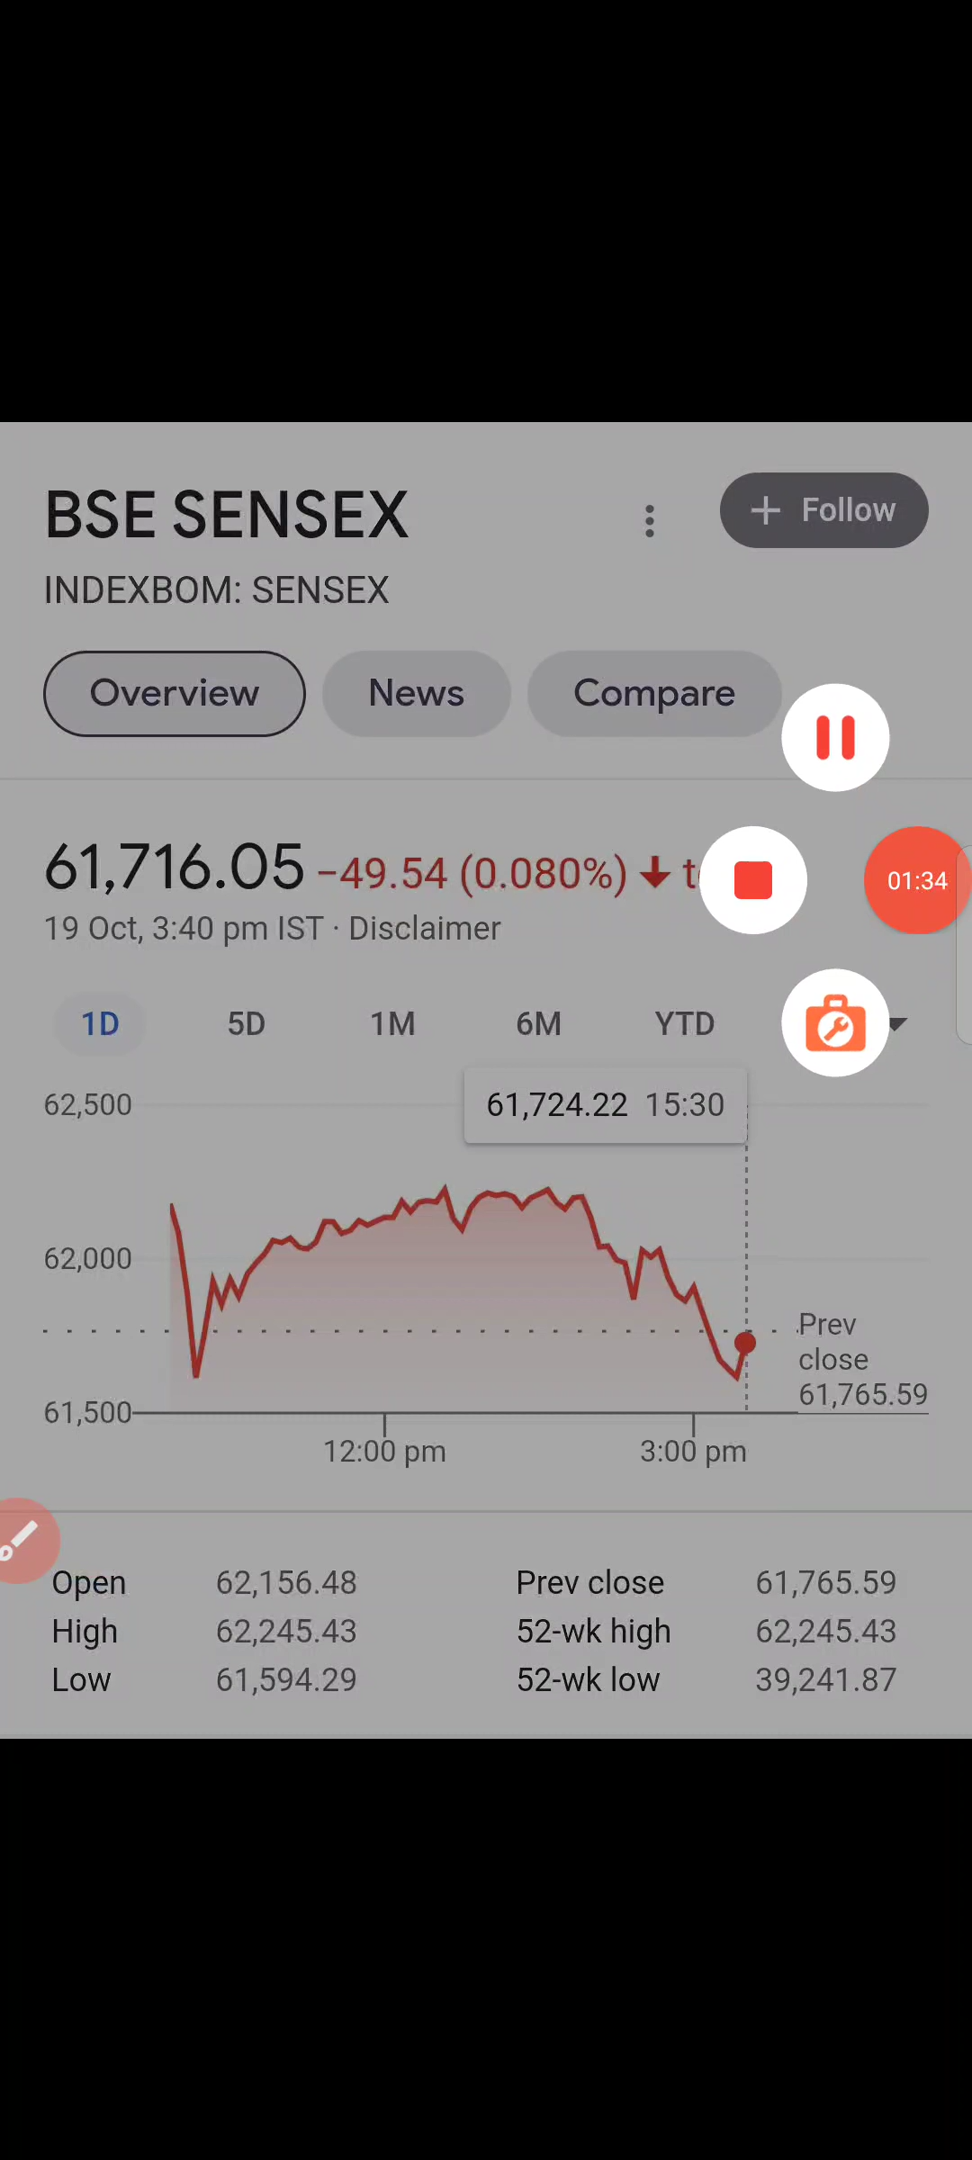 BSE SENSEX
+ Follow
INDEXBOM: SENSEX
Overview News Compare
61,716.05 −49.54 (0.080%) ↓
01:34
19 Oct, 3:40 pm IST · Disclaimer
1D 5D 1M 6M YTD
62,500
61,724.22 15:30
62,000
Prev
close
61,765.59
61,500
12:00 pm 3:00 pm
Open 62,156.48 Prev close 61,765.59
High 62,245.43 52-wk high 62,245.43
Low 61,594.29 52-wk low 39,241.87